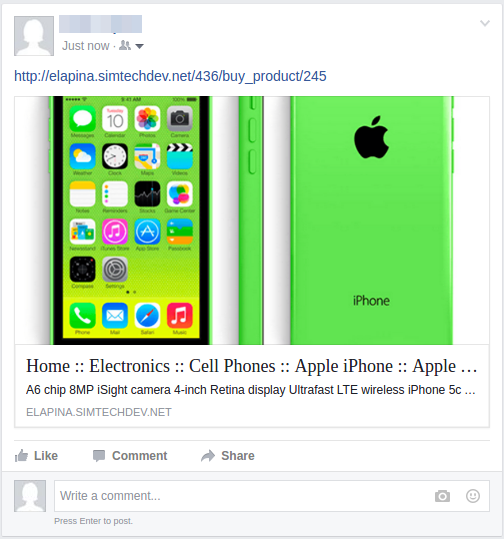 Just now
http://elapina.simtechdev.net/436/buy_product/245
9:41 AM 100%
Messages Calendar Photos Camera
Weather Clock Maps Videos
Notes Reminders Stocks Game Center
Newsstand iTunes Store App Store Passbook
Compass Settings
Phone Mail Safari Music
iPhone
Home :: Electronics :: Cell Phones :: Apple iPhone :: Apple …
A6 chip 8MP iSight camera 4-inch Retina display Ultrafast LTE wireless iPhone 5c …
ELAPINA.SIMTECHDEV.NET
Like Comment Share
Write a comment...
Press Enter to post.